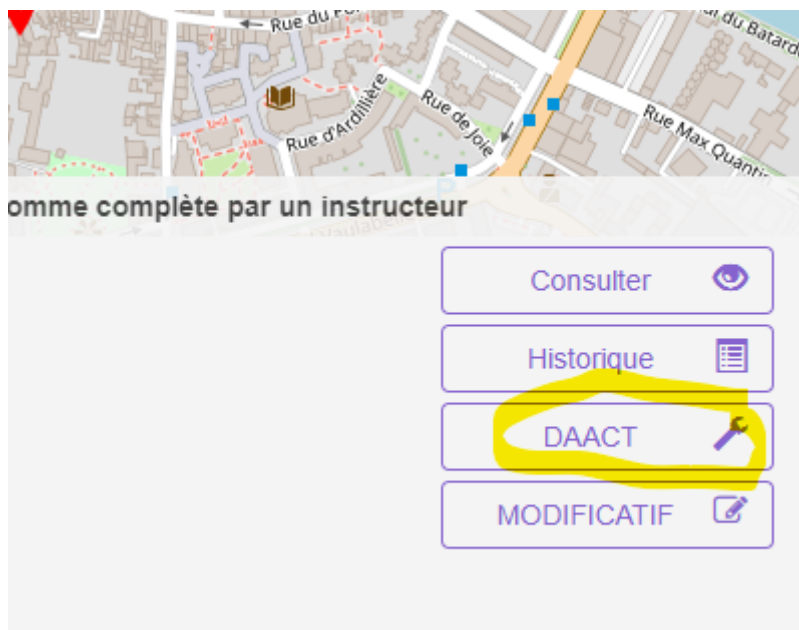 Rue du
du Batard
Rue d'Ardillière
Rue de Joie
Rue Max Quantin
P
omme complète par un instructeur
Vaulabelle
Consulter
Historique
DAACT
MODIFICATIF